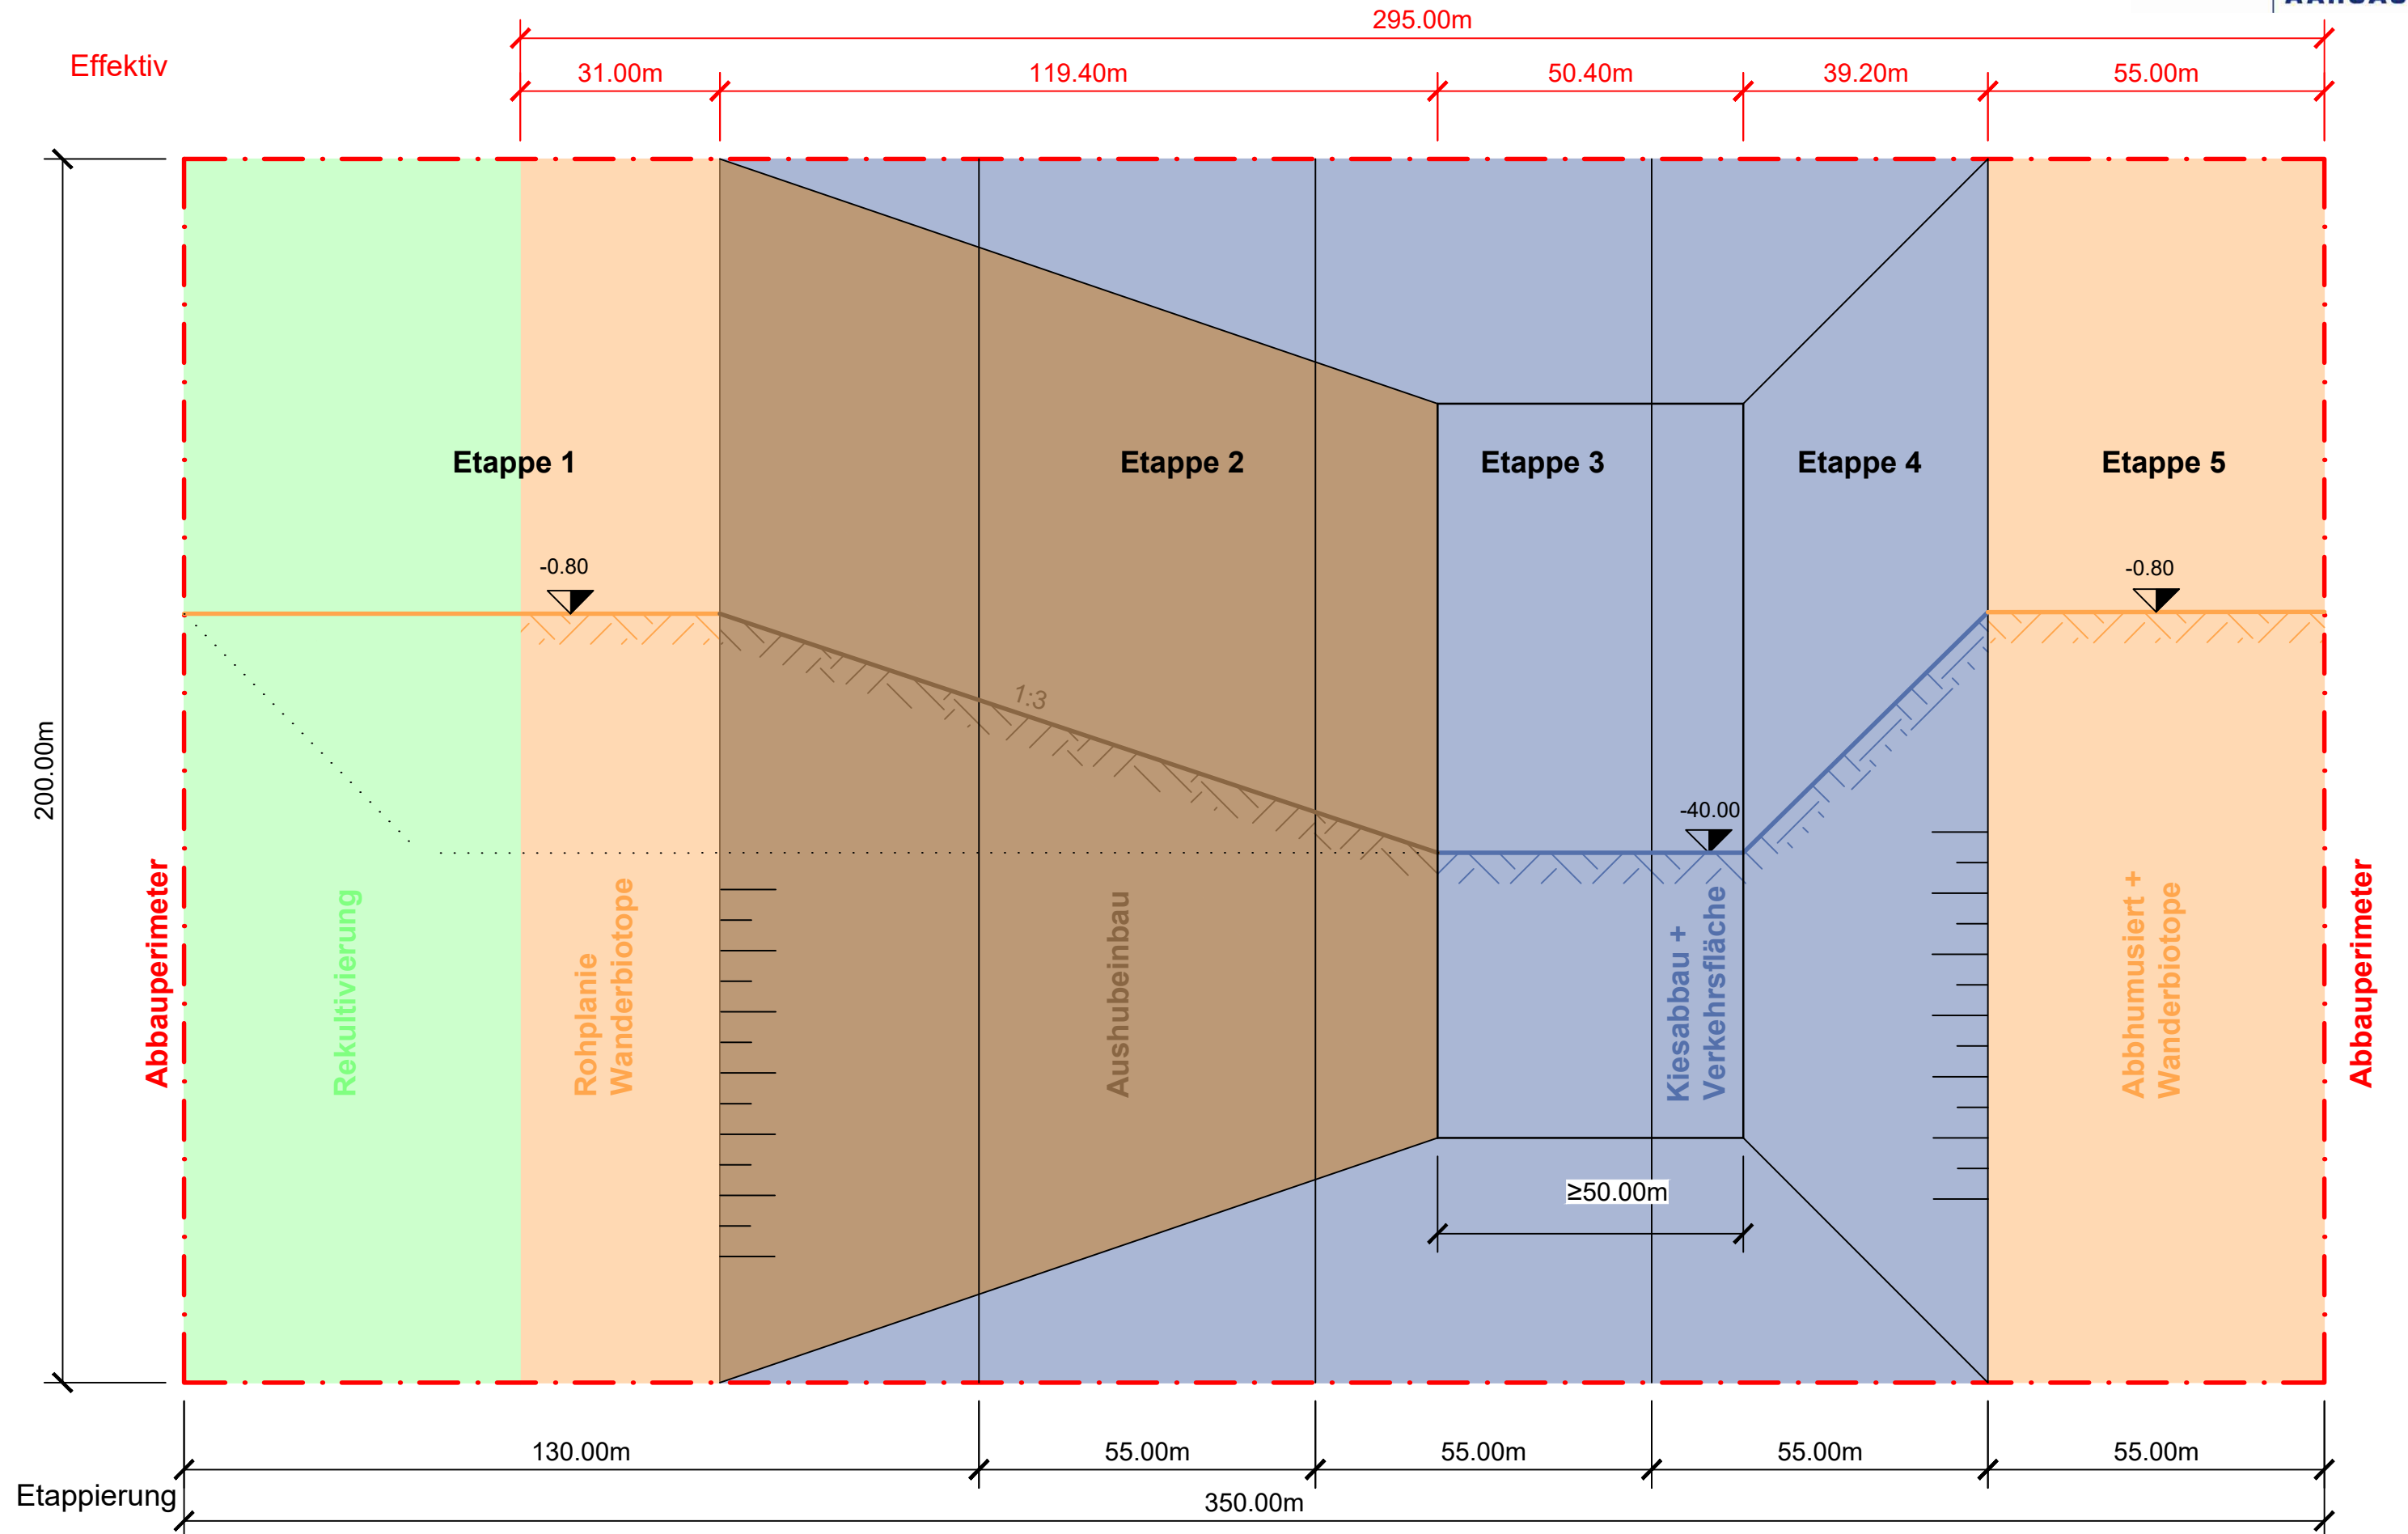 295.00m
Effektiv
31.00m
119.40m
50.40m
39.20m
55.00m
Etappe 1
Etappe 2
Etappe 3
Etappe 4
Etappe 5
-0.80
-0.80
1:3
-40.00
200.00m
Abbauperimeter
Rekultivierung
Rohplanie
Wanderbiotope
Aushubeinbau
Kiesabbau +
Verkehrsfläche
Abbhumusiert +
Wanderbiotope
Abbauperimeter
≥50.00m
130.00m
55.00m
55.00m
55.00m
55.00m
Etappierung
350.00m